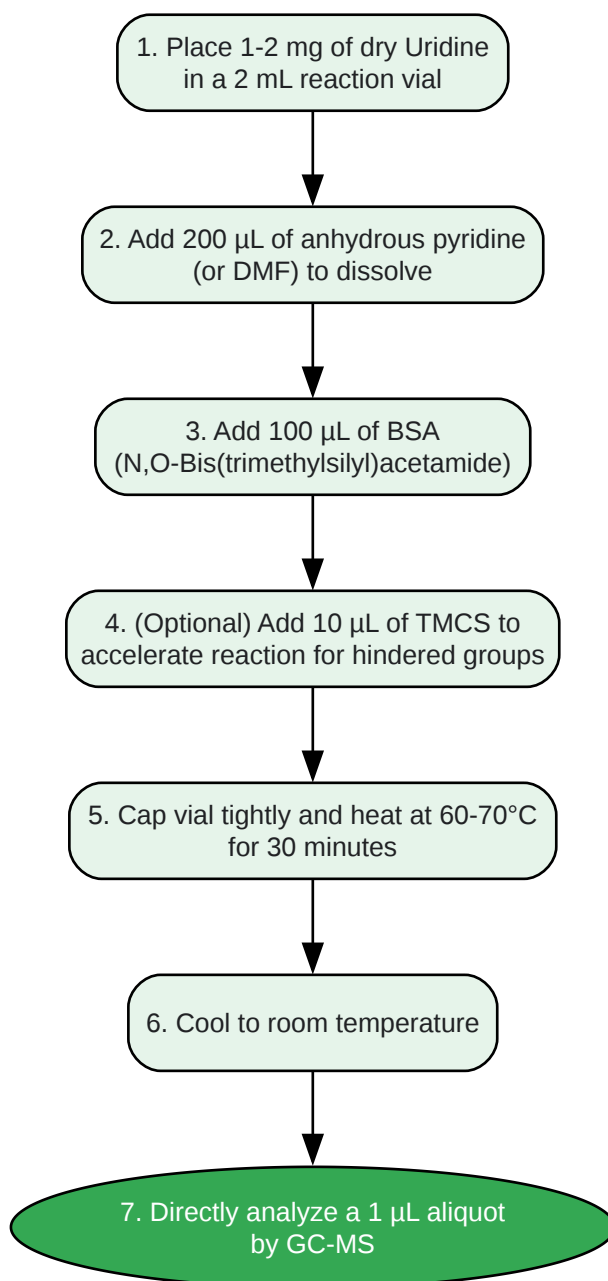 1. Place 1-2 mg of dry Uridine
in a 2 mL reaction vial
2. Add 200 µL of anhydrous pyridine
(or DMF) to dissolve
3. Add 100 µL of BSA
(N,O-Bis(trimethylsilyl)acetamide)
4. (Optional) Add 10 µL of TMCS to
accelerate reaction for hindered groups
5. Cap vial tightly and heat at 60-70°C
for 30 minutes
6. Cool to room temperature
7. Directly analyze a 1 µL aliquot
by GC-MS